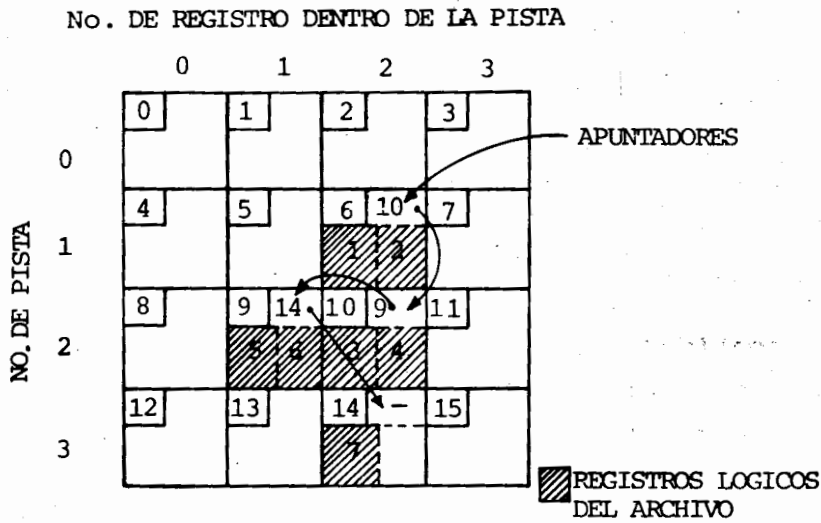 No. DE REGISTRO DENTRO DE LA PISTA
0 1 2 3
0 1 2 3
APUNTADORES
0
4 5 6 10 7
1
1 2
NO. DE PISTA
8 9 14 10 9 11
2
5 6 3 4
12 13 14 — 15
3
7
REGISTROS LOGICOS
DEL ARCHIVO